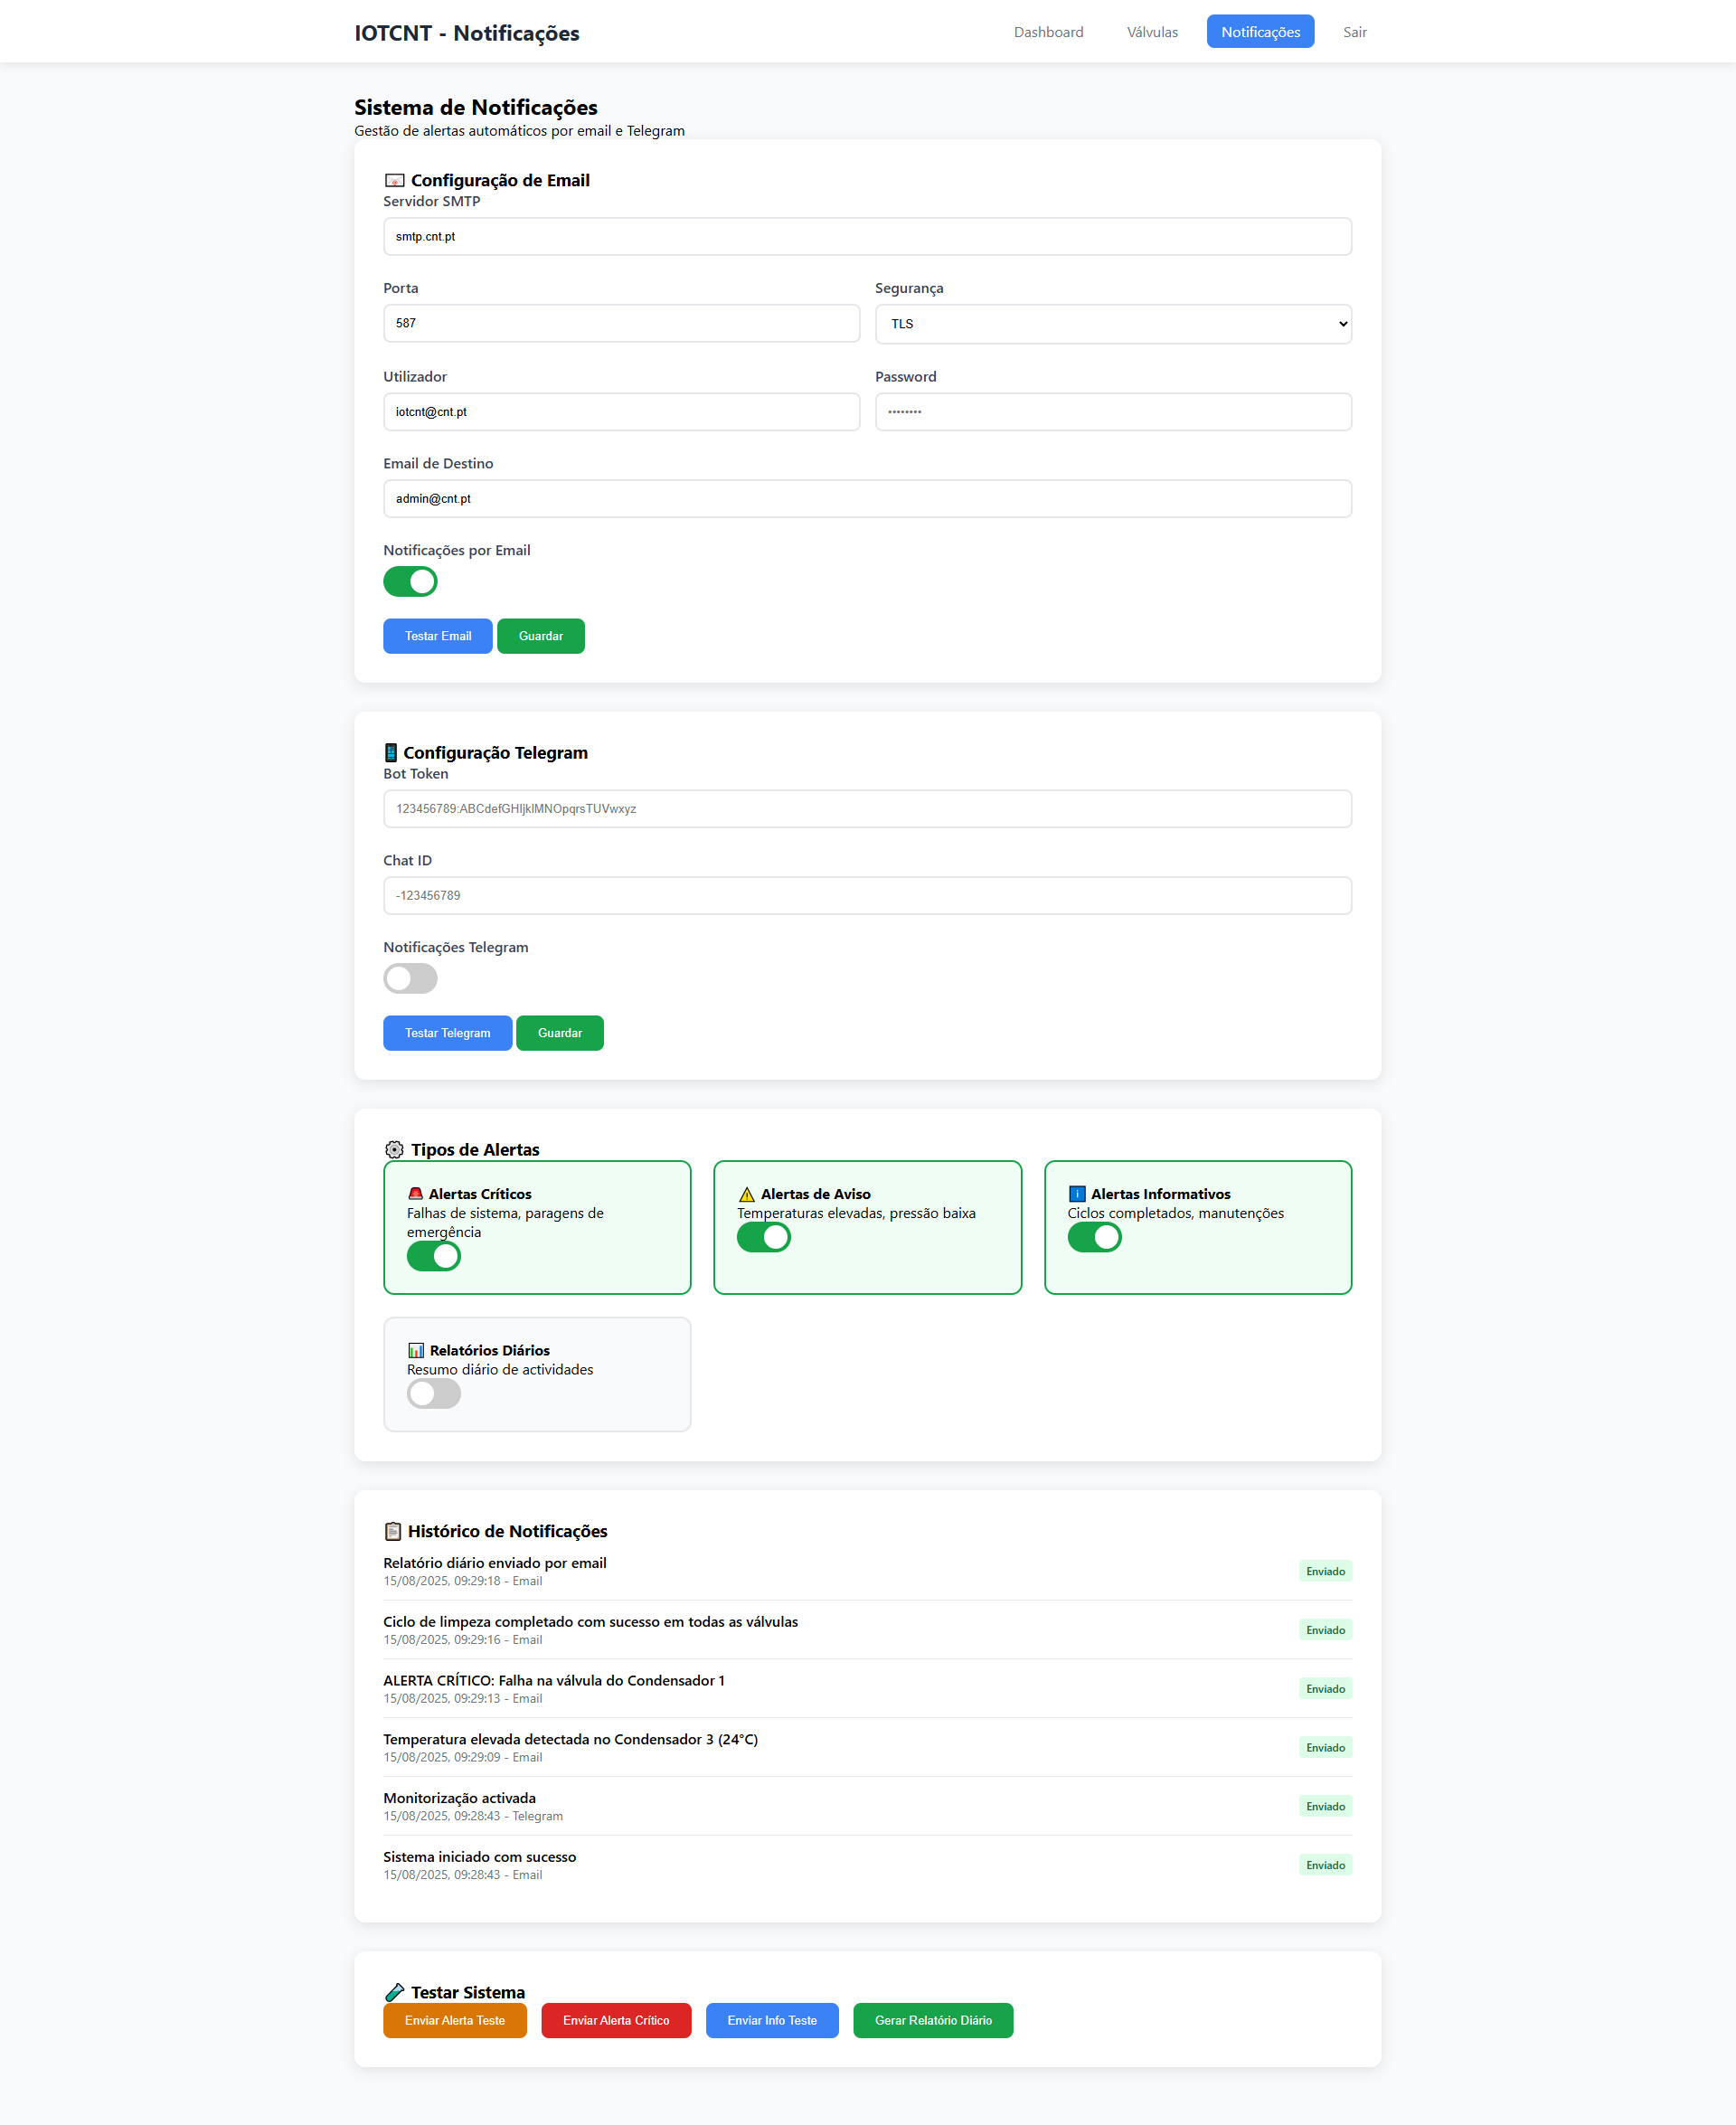 IOTCNT - Notificações
Dashboard
Válvulas
Notificações
Sair
Sistema de Notificações
Gestão de alertas automáticos por email e Telegram
Configuração de Email
Servidor SMTP
smtp.cnt.pt
Porta
Segurança
587
TLS
Utilizador
Password
iotcnt@cnt.pt
••••••••
Email de Destino
admin@cnt.pt
Notificações por Email
Testar Email
Guardar
Configuração Telegram
Bot Token
123456789:ABCdefGHIjklMNOpqrsTUVwxyz
Chat ID
-123456789
Notificações Telegram
Testar Telegram
Guardar
Tipos de Alertas
Alertas Críticos
Falhas de sistema, paragens de
emergência
Alertas de Aviso
Temperaturas elevadas, pressão baixa
Alertas Informativos
Ciclos completados, manutenções
Relatórios Diários
Resumo diário de actividades
Histórico de Notificações
Relatório diário enviado por email
15/08/2025, 09:29:18 - Email
Enviado
Ciclo de limpeza completado com sucesso em todas as válvulas
15/08/2025, 09:29:16 - Email
Enviado
ALERTA CRÍTICO: Falha na válvula do Condensador 1
15/08/2025, 09:29:13 - Email
Enviado
Temperatura elevada detectada no Condensador 3 (24°C)
15/08/2025, 09:29:09 - Email
Enviado
Monitorização activada
15/08/2025, 09:28:43 - Telegram
Enviado
Sistema iniciado com sucesso
15/08/2025, 09:28:43 - Email
Enviado
Testar Sistema
Enviar Alerta Teste
Enviar Alerta Crítico
Enviar Info Teste
Gerar Relatório Diário